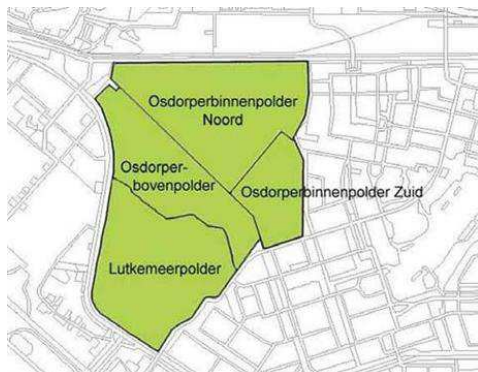 Osdorperbinnenpolder
Noord
Osdorper-
bovenpolder
Osdorperbinnenpolder Zuid
Lutkemeerpolder